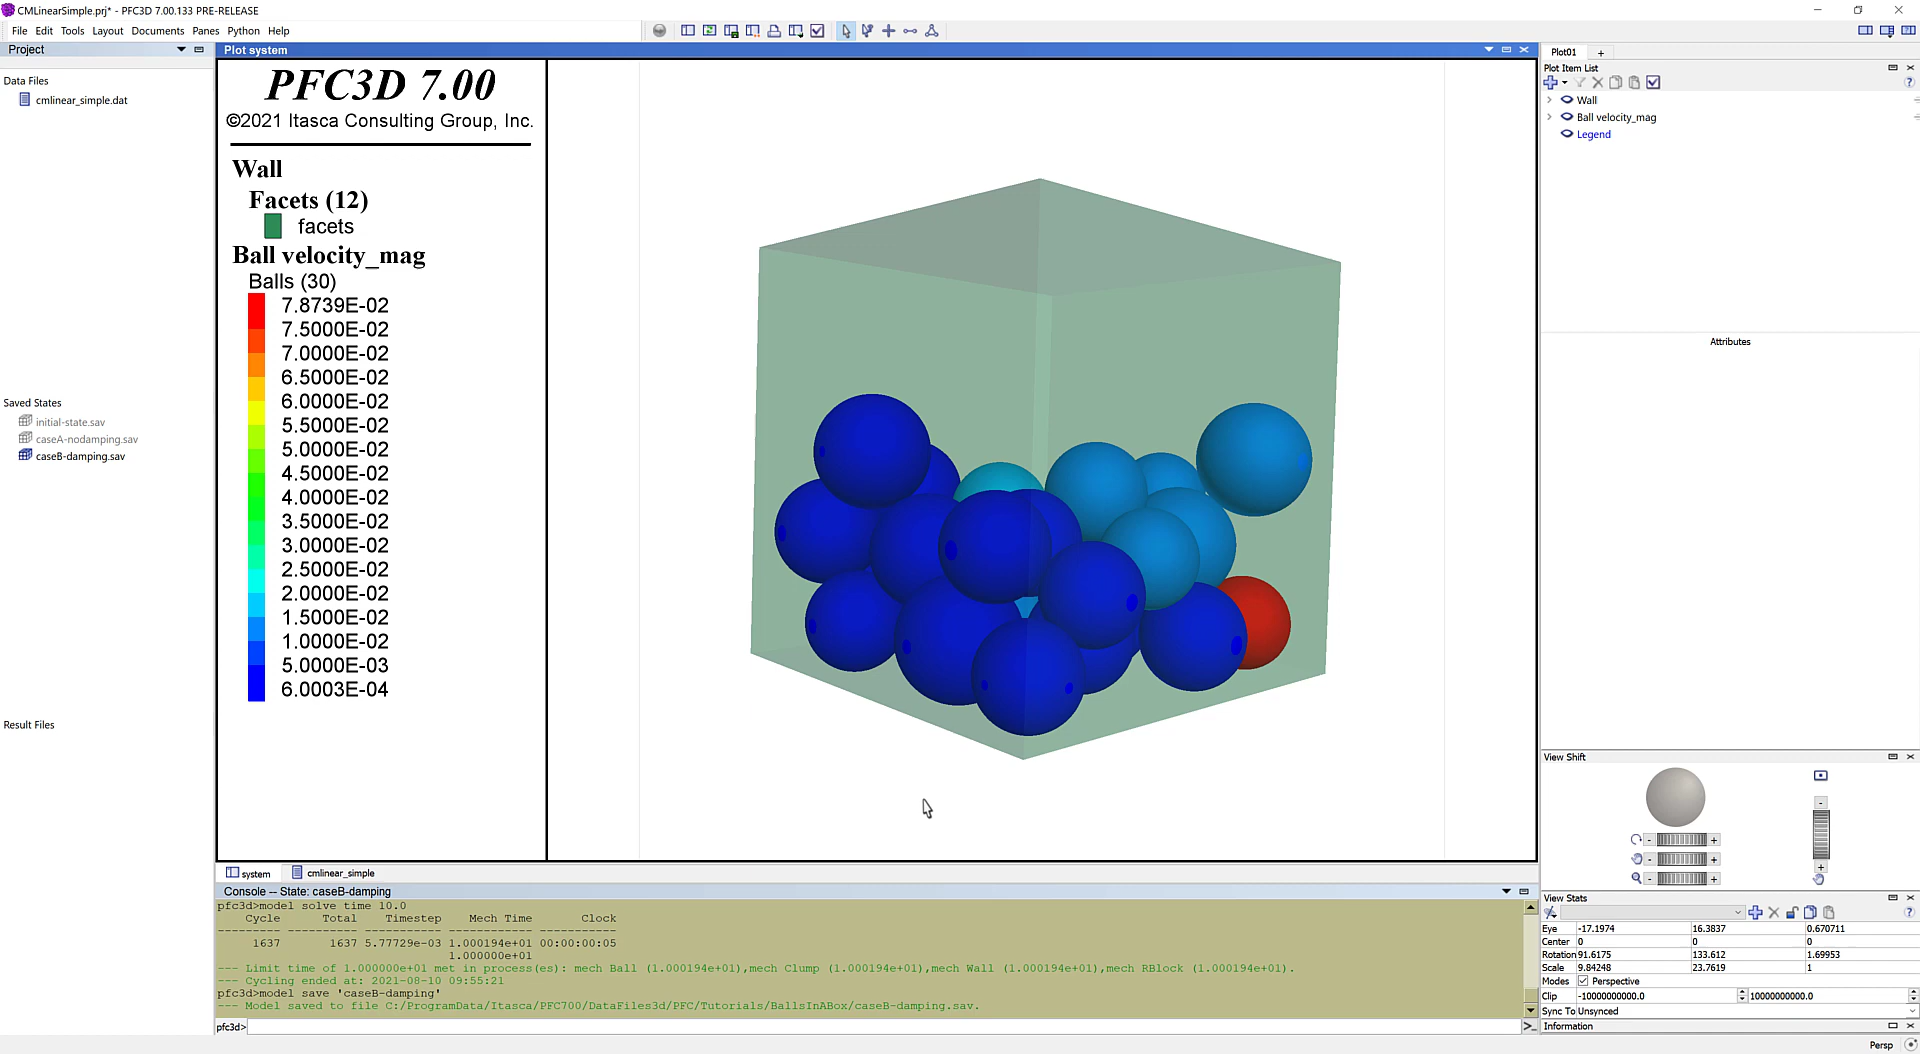 CMLinearSimple.prj* - PFC3D 7.00.133 PRE-RELEASE
File Edit Tools Layout Documents Panes Python Help
Project
Data Files
cmlinear_simple.dat
Saved States
initial-state.sav
caseA-nodamping.sav
caseB-damping.sav
Result Files
Plot system
PFC3D 7.00
©2021 Itasca Consulting Group, Inc.
Wall
Facets (12)
facets
Ball velocity_mag
Balls (30)
7.8739E-02
7.5000E-02
7.0000E-02
6.5000E-02
6.0000E-02
5.5000E-02
5.0000E-02
4.5000E-02
4.0000E-02
3.5000E-02
3.0000E-02
2.5000E-02
2.0000E-02
1.5000E-02
1.0000E-02
5.0000E-03
6.0003E-04
system cmlinear_simple
Console -- State: caseB-damping
pfc3d>model solve time 10.0
Cycle Total Timestep Mech Time Clock
---------- ---------- ----------- ----------- -----------
1637 1637 5.77729e-03 1.000194e+01 00:00:00:05
1.000000e+01
--- Limit time of 1.000000e+01 met in process(es): mech Ball (1.000194e+01),mech Clump (1.000194e+01),mech Wall (1.000194e+01),mech RBlock (1.000194e+01).
--- Cycling ended at: 2021-08-10 09:55:21
pfc3d>model save 'caseB-damping'
--- Model saved to file C:/ProgramData/Itasca/PFC700/DataFiles3d/PFC/Tutorials/BallsInABox/caseB-damping.sav.
pfc3d>
Plot01
Plot Item List
Wall
Ball velocity_mag
Legend
Attributes
View Shift
View Stats
Eye -17.1974 16.3837 0.670711
Center 0 0 0
Rotation 91.6175 133.612 1.69953
Scale 9.84248 23.7619 1
Modes Perspective
Clip -10000000000.0 10000000000.0
Sync To Unsynced
Information
Persp